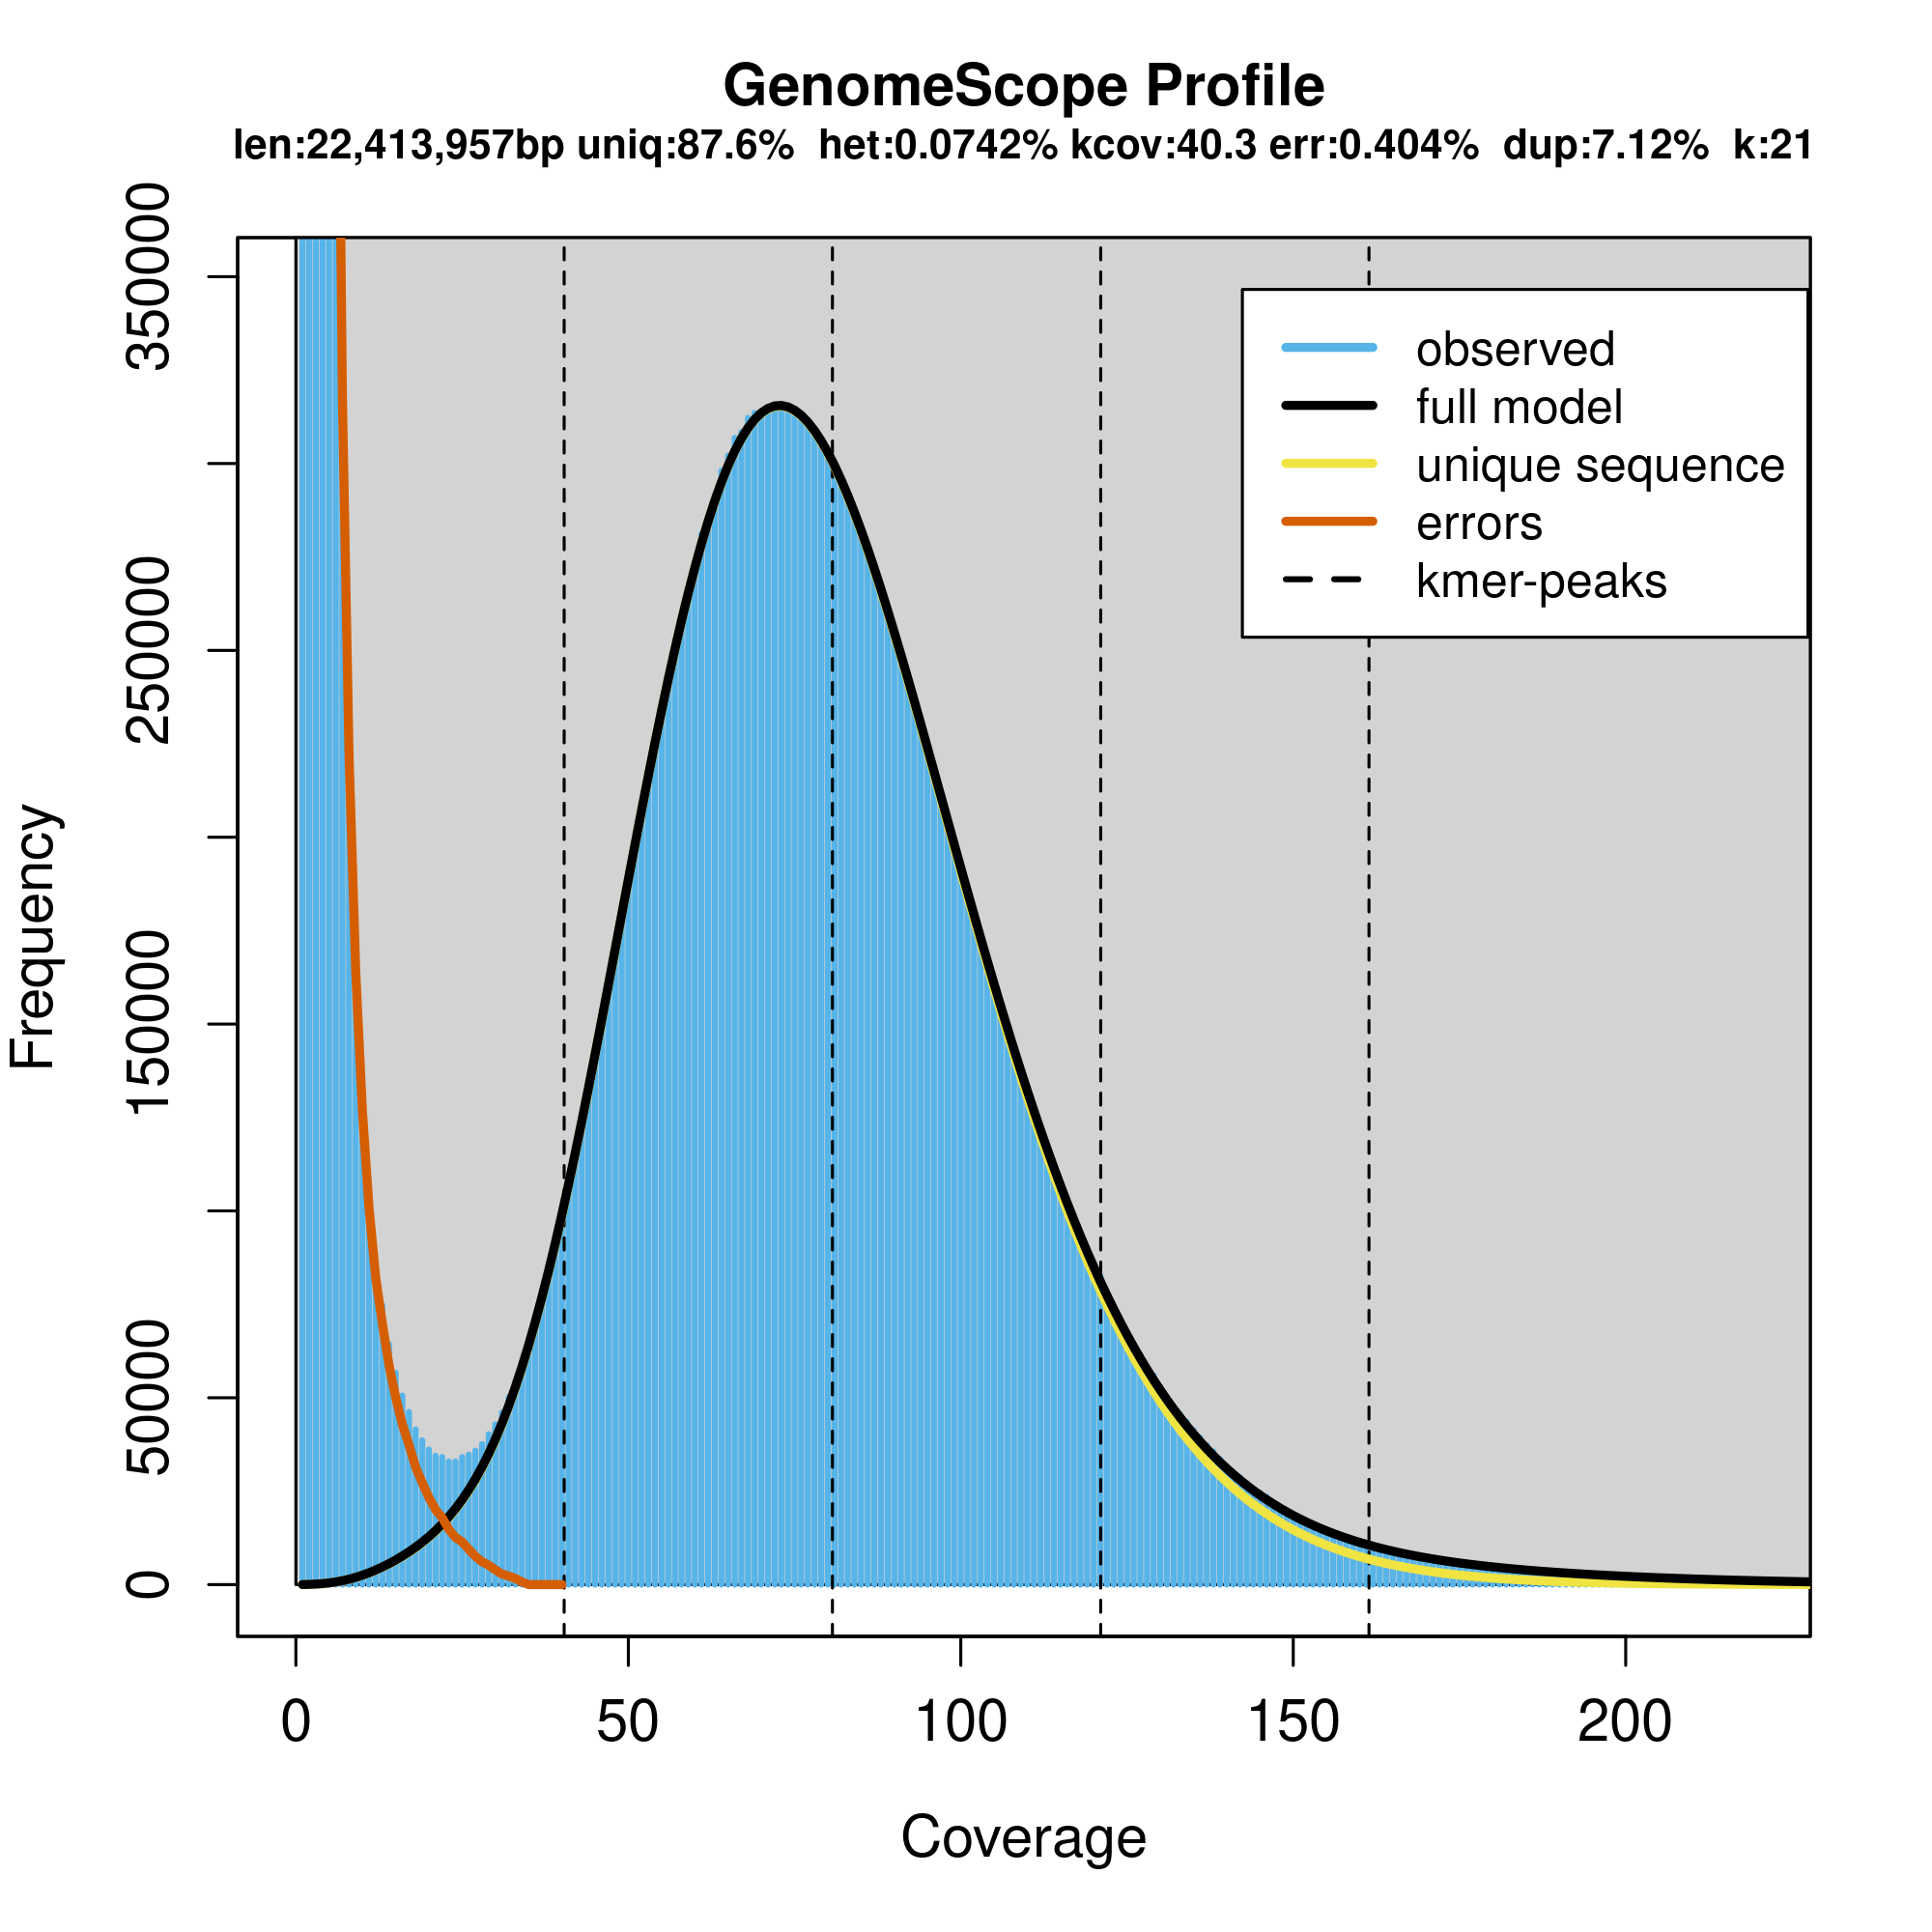 GenomeScope Profile
len:22,413,957bp uniq:87.6% het:0.0742% kcov:40.3 err:0.404% dup:7.12% k:21
observed
full model
unique sequence
errors
kmer-peaks
Frequency
0
50000
150000
250000
350000
0 50 100 150 200
Coverage